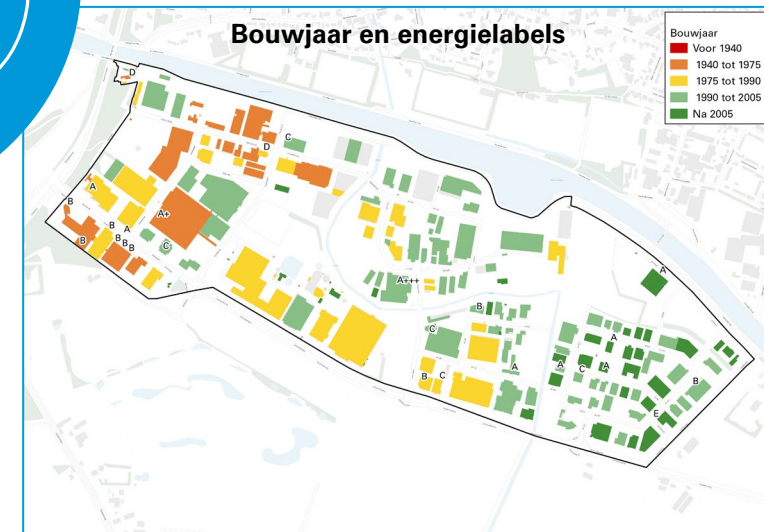 Bouwjaar en energielabels
Bouwjaar
Voor 1940
1940 tot 1975
1975 tot 1990
1990 tot 2005
Na 2005
D
C
D
A
B
A+
B
A
B
B
B
B
C
A
A+++
B
C
A
A
A
C
A
B
C
B
E